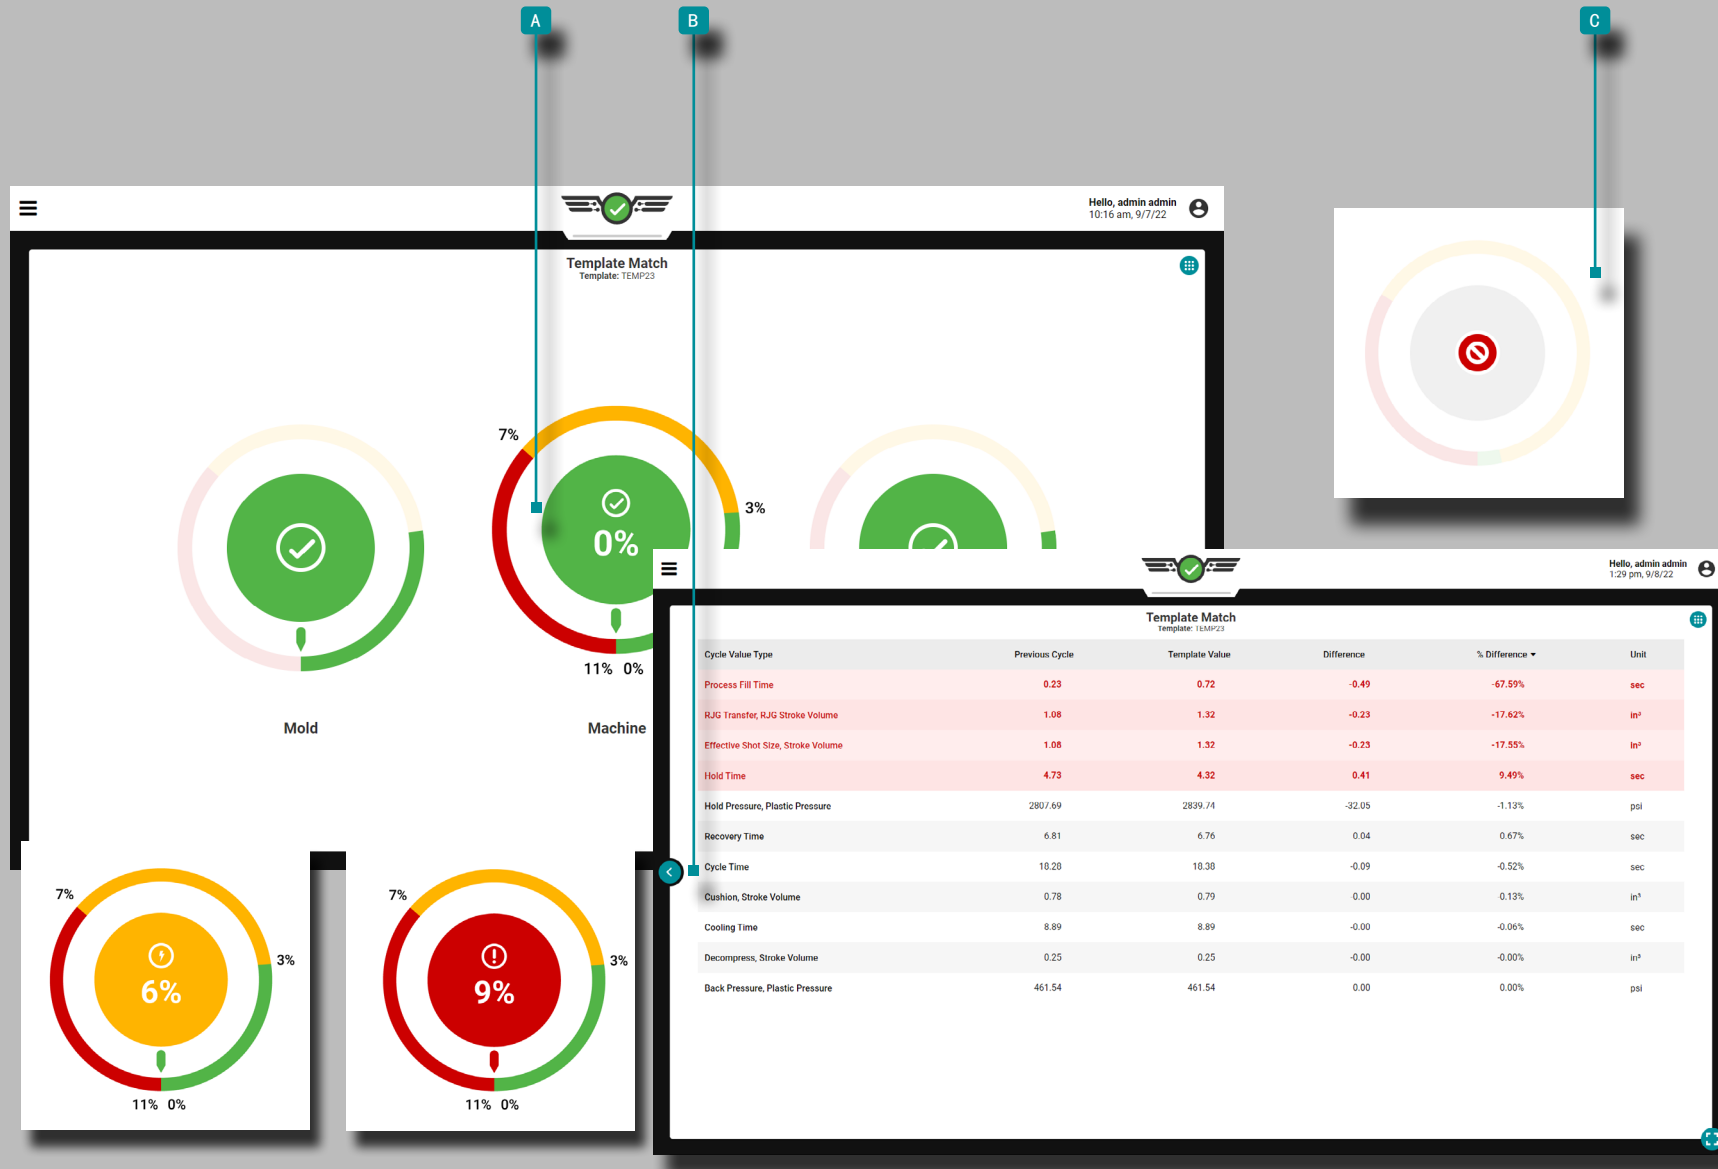 A
B
C
Hello, admin admin
10:16 am, 9/7/22
Template Match
Template: TEMP23
7%
3%
0%
11% 0%
Mold
Machine
Hello, admin admin
1:29 pm, 9/8/22
Template Match
Template: TEMP23
Cycle Value Type Previous Cycle Template Value Difference % Difference Unit
Process Fill Time 0.23 0.72 -0.49 -67.59% sec
RJG Transfer, RJG Stroke Volume 1.08 1.32 -0.23 -17.62% in³
Effective Shot Size, Stroke Volume 1.08 1.32 -0.23 -17.55% in³
Hold Time 4.73 4.32 0.41 9.49% sec
Hold Pressure, Plastic Pressure 2807.69 2839.74 -32.05 -1.13% psi
Recovery Time 6.81 6.76 0.04 0.67% sec
Cycle Time 18.28 18.38 -0.09 -0.52% sec
Cushion, Stroke Volume 0.78 0.79 -0.00 -0.13% in³
Cooling Time 8.89 8.89 -0.00 -0.06% sec
Decompress, Stroke Volume 0.25 0.25 -0.00 -0.00% in³
Back Pressure, Plastic Pressure 461.54 461.54 0.00 0.00% psi
7%
3%
6%
11% 0%
7%
3%
9%
11% 0%